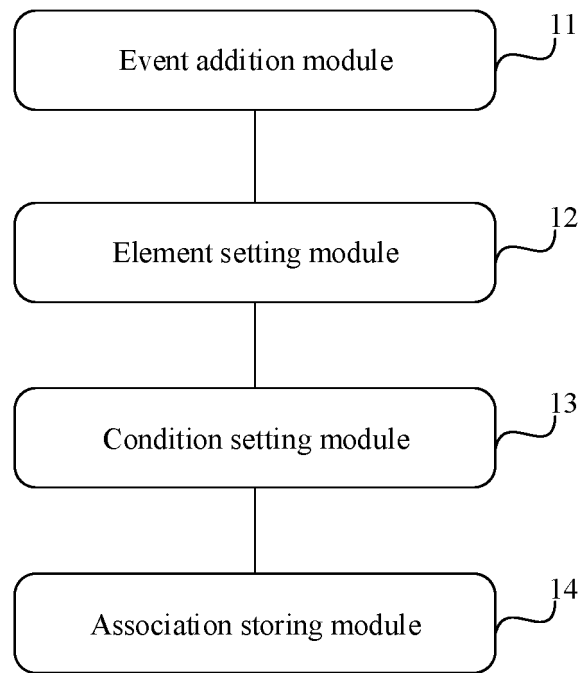 11
Event addition module
12
Element setting module
13
Condition setting module
14
Association storing module